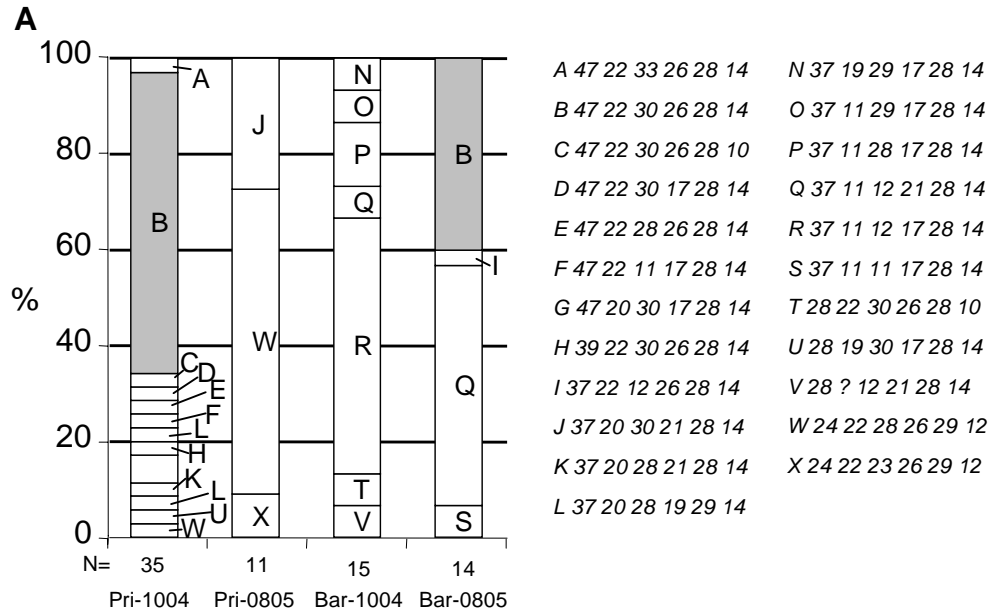 A
100
80
60
40
20
0
%
A
B
C
D
E
F
L
H
K
L
U
W
J
W
X
N
O
P
Q
R
T
V
B
I
Q
S
N= 35 11 15 14
Pri-1004 Pri-0805 Bar-1004 Bar-0805
A 47 22 33 26 28 14
B 47 22 30 26 28 14
C 47 22 30 26 28 10
D 47 22 30 17 28 14
E 47 22 28 26 28 14
F 47 22 11 17 28 14
G 47 20 30 17 28 14
H 39 22 30 26 28 14
I 37 22 12 26 28 14
J 37 20 30 21 28 14
K 37 20 28 21 28 14
L 37 20 28 19 29 14
N 37 19 29 17 28 14
O 37 11 29 17 28 14
P 37 11 28 17 28 14
Q 37 11 12 21 28 14
R 37 11 12 17 28 14
S 37 11 11 17 28 14
T 28 22 30 26 28 10
U 28 19 30 17 28 14
V 28 ? 12 21 28 14
W 24 22 28 26 29 12
X 24 22 23 26 29 12